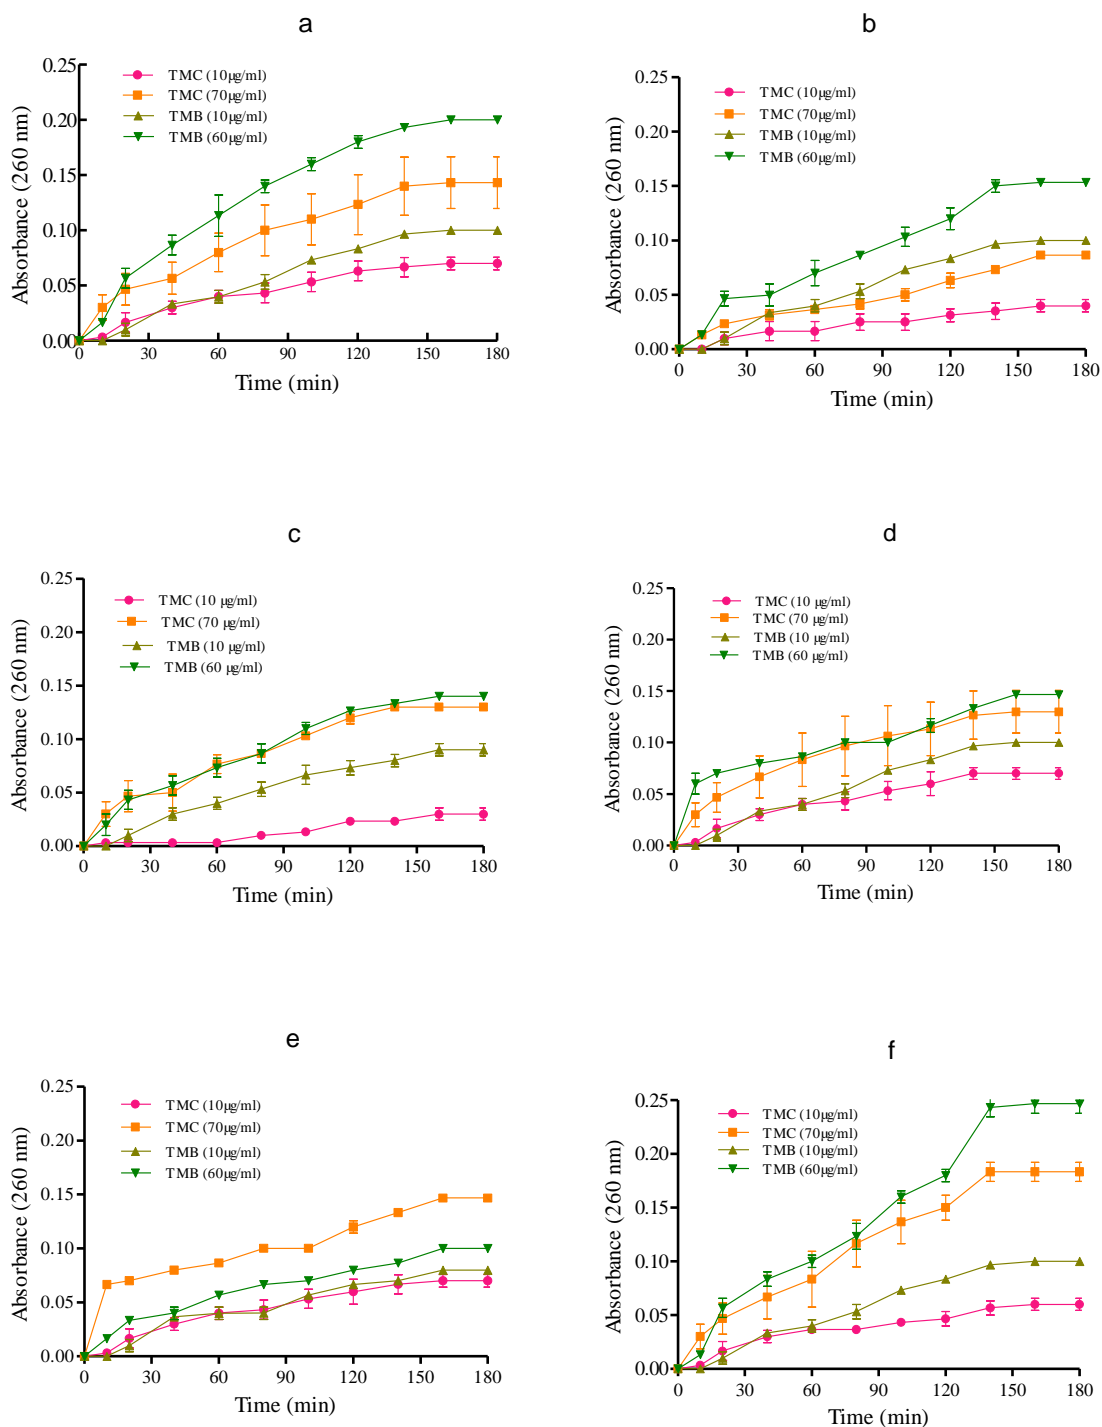 a
TMC (10µg/ml)
TMC (70µg/ml)
TMB (10µg/ml)
TMB (60µg/ml)
Absorbance (260 nm)
0.25
0.20
0.15
0.10
0.05
0.00
0 30 60 90 120 150 180
Time (min)
b
TMC (10µg/ml)
TMC (70µg/ml)
TMB (10µg/ml)
TMB (60µg/ml)
Absorbance (260 nm)
0.25
0.20
0.15
0.10
0.05
0.00
0 30 60 90 120 150 180
Time (min)
c
TMC (10 µg/ml)
TMC (70 µg/ml)
TMB (10 µg/ml)
TMB (60 µg/ml)
Absorbance (260 nm)
0.25
0.20
0.15
0.10
0.05
0.00
0 30 60 90 120 150 180
Time (min)
d
TMC (10 µg/ml)
TMC (70 µg/ml)
TMB (10 µg/ml)
TMB (60 µg/ml)
Absorbance (260 nm)
0.25
0.20
0.15
0.10
0.05
0.00
0 30 60 90 120 150 180
Time (min)
e
TMC (10µg/ml)
TMC (70µg/ml)
TMB (10µg/ml)
TMB (60µg/ml)
Absorbance (260 nm)
0.25
0.20
0.15
0.10
0.05
0.00
0 30 60 90 120 150 180
Time (min)
f
TMC (10µg/ml)
TMC (70µg/ml)
TMB (10µg/ml)
TMB (60µg/ml)
Absorbance (260 nm)
0.25
0.20
0.15
0.10
0.05
0.00
0 30 60 90 120 150 180
Time (min)